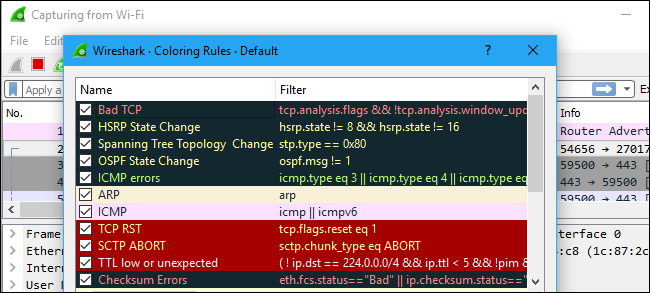 Capturing from Wi-Fi
File
Wireshark · Coloring Rules · Default
?
Apply a
No.
Info
1
Router Advert
2
54656 → 27017
3
59500 → 443 [
4
59500 → 443 [
443 → 59500 [
Name Filter
Bad TCP tcp.analysis.flags && !tcp.analysis.window_upd
HSRP State Change hsrp.state != 8 && hsrp.state != 16
Spanning Tree Topology Change stp.type == 0x80
OSPF State Change ospf.msg != 1
ICMP errors icmp.type eq 3 || icmp.type eq 4 || icmp.type eq
ARP arp
ICMP icmp || icmpv6
TCP RST tcp.flags.reset eq 1
SCTP ABORT sctp.chunk_type eq ABORT
TTL low or unexpected ( ! ip.dst == 224.0.0.0/4 && ip.ttl < 5 && !pim &
Checksum Errors eth.fcs.status=="Bad" || ip.checksum.status=
Frame
terface 0
Ethern
:c8 (1c:87:2c
Intern
User